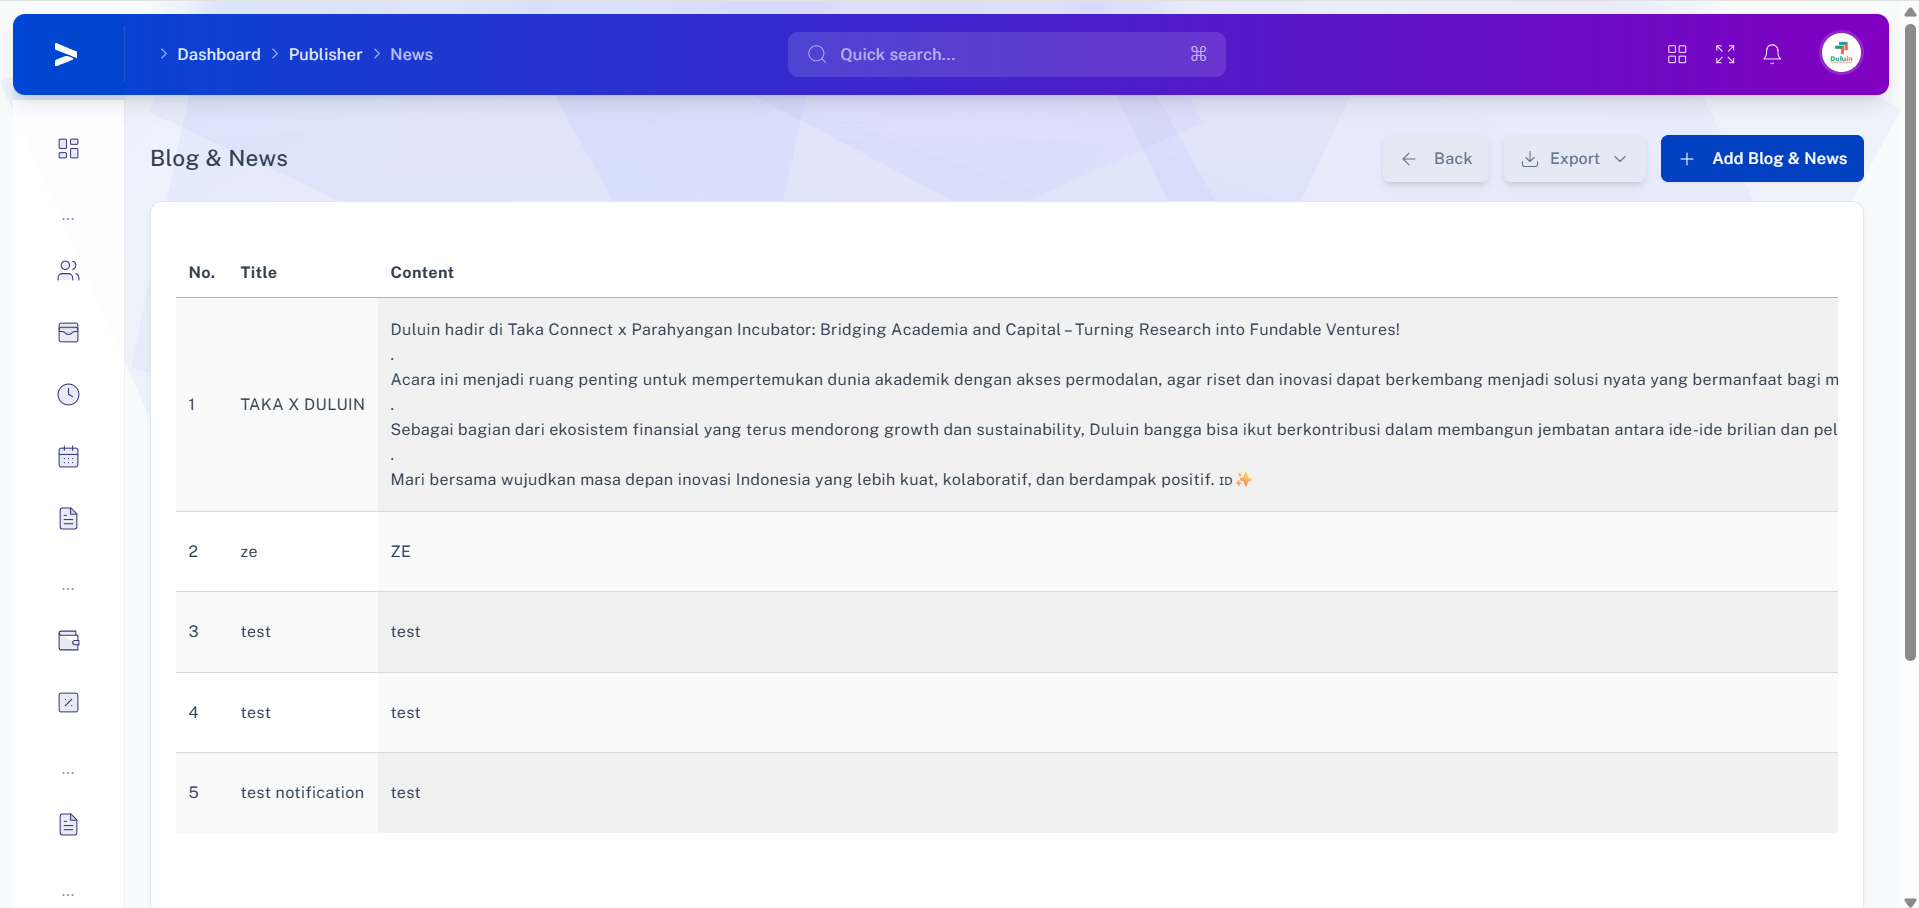 Dashboard > Publisher > News
Quick search...
⌘
Duluin
Blog & News
Back
Export
Add Blog & News
No. Title Content
1 TAKA X DULUIN
Duluin hadir di Taka Connect x Parahyangan Incubator: Bridging Academia and Capital – Turning Research into Fundable Ventures!
.
Acara ini menjadi ruang penting untuk mempertemukan dunia akademik dengan akses permodalan, agar riset dan inovasi dapat berkembang menjadi solusi nyata yang bermanfaat bagi m
.
Sebagai bagian dari ekosistem finansial yang terus mendorong growth dan sustainability, Duluin bangga bisa ikut berkontribusi dalam membangun jembatan antara ide-ide brilian dan pel
.
Mari bersama wujudkan masa depan inovasi Indonesia yang lebih kuat, kolaboratif, dan berdampak positif. ID✨
2 ze ZE
3 test test
4 test test
5 test notification test